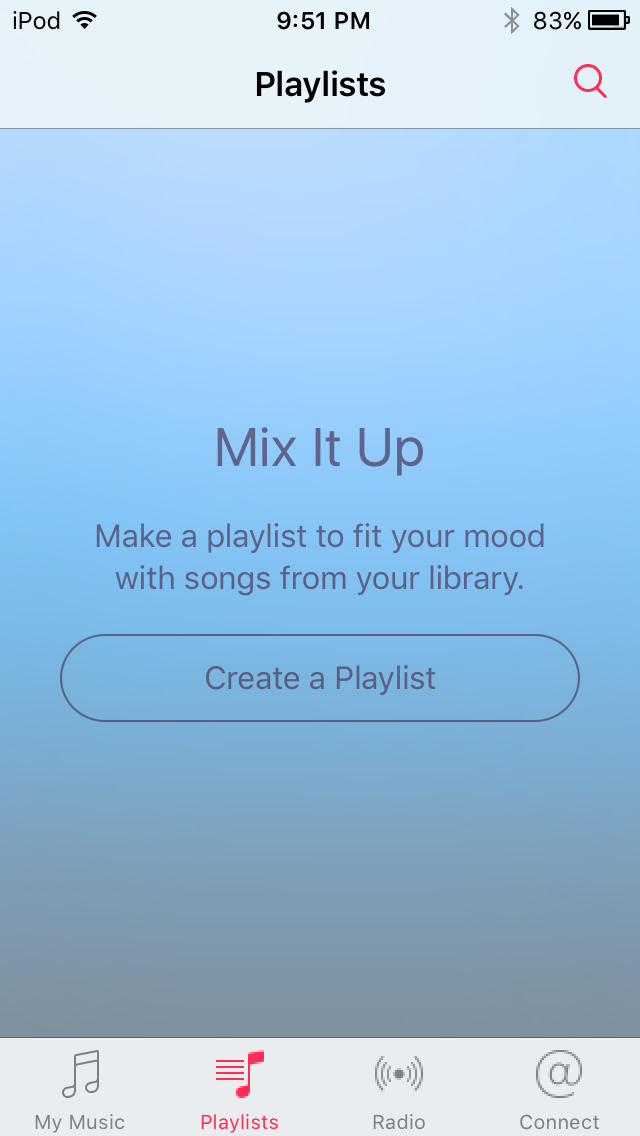 iPod 9:51 PM 83%
Playlists
Mix It Up
Make a playlist to fit your mood
with songs from your library.
Create a Playlist
My Music Playlists Radio Connect